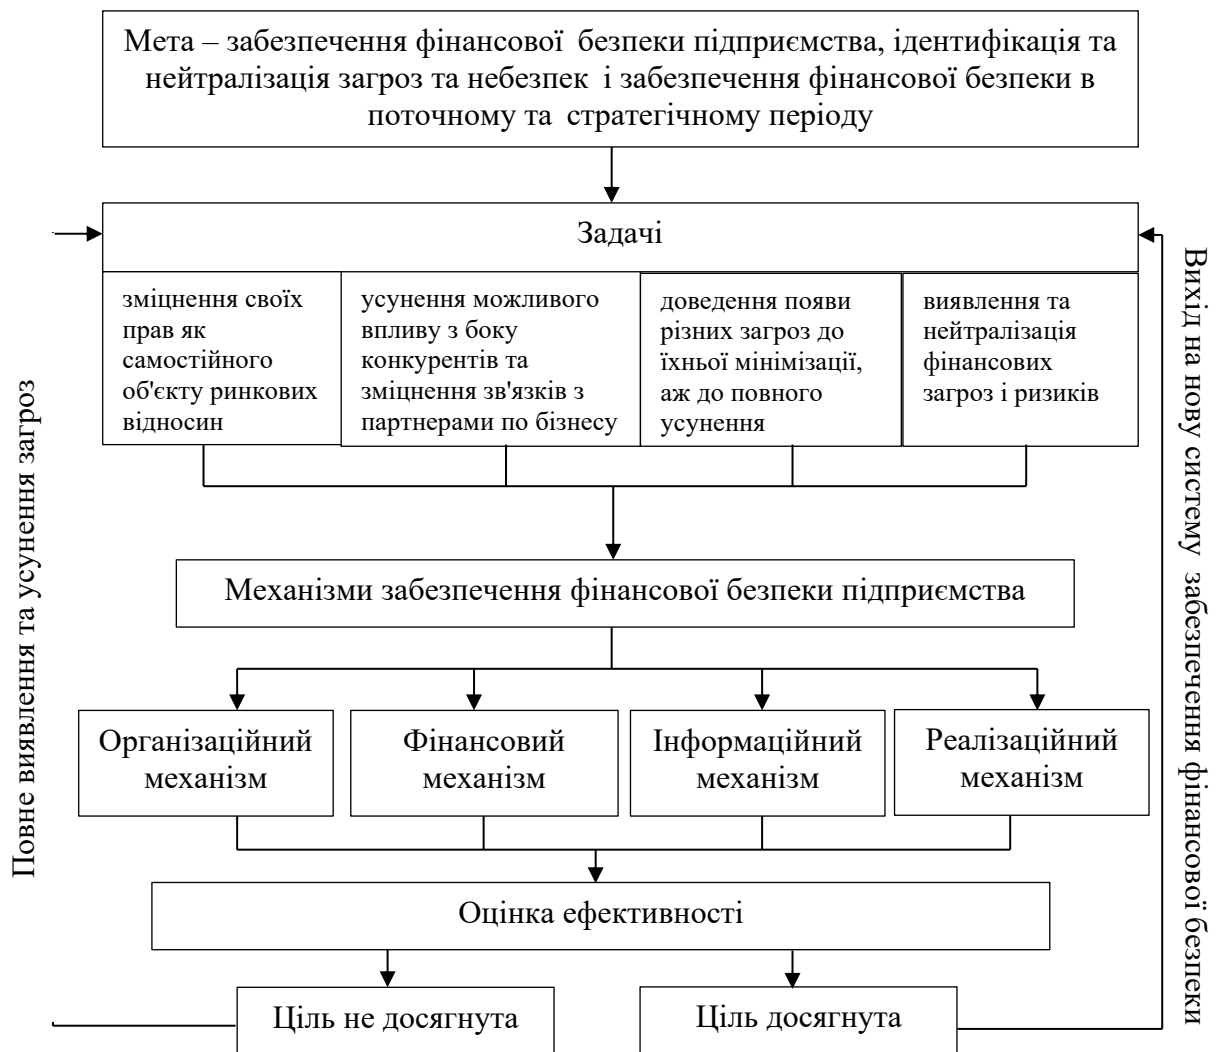 Мета – забезпечення фінансової безпеки підприємства, ідентифікація та
нейтралізація загроз та небезпек і забезпечення фінансової безпеки в
поточному та стратегічному періоду
Задачі
зміцнення своїх
прав як
самостійного
об'єкту ринкових
відносин
усунення можливого
впливу з боку
конкурентів та
зміцнення зв'язків з
партнерами по бізнесу
доведення появи
різних загроз до
їхньої мінімізації,
аж до повного
усунення
виявлення та
нейтралізація
фінансових
загроз і ризиків
Механізми забезпечення фінансової безпеки підприємства
Організаційний
механізм
Фінансовий
механізм
Інформаційний
механізм
Реалізаційний
механізм
Оцінка ефективності
Ціль не досягнута
Ціль досягнута
Повне виявлення та усунення загроз
Вихід на нову систему забезпечення фінансової безпеки